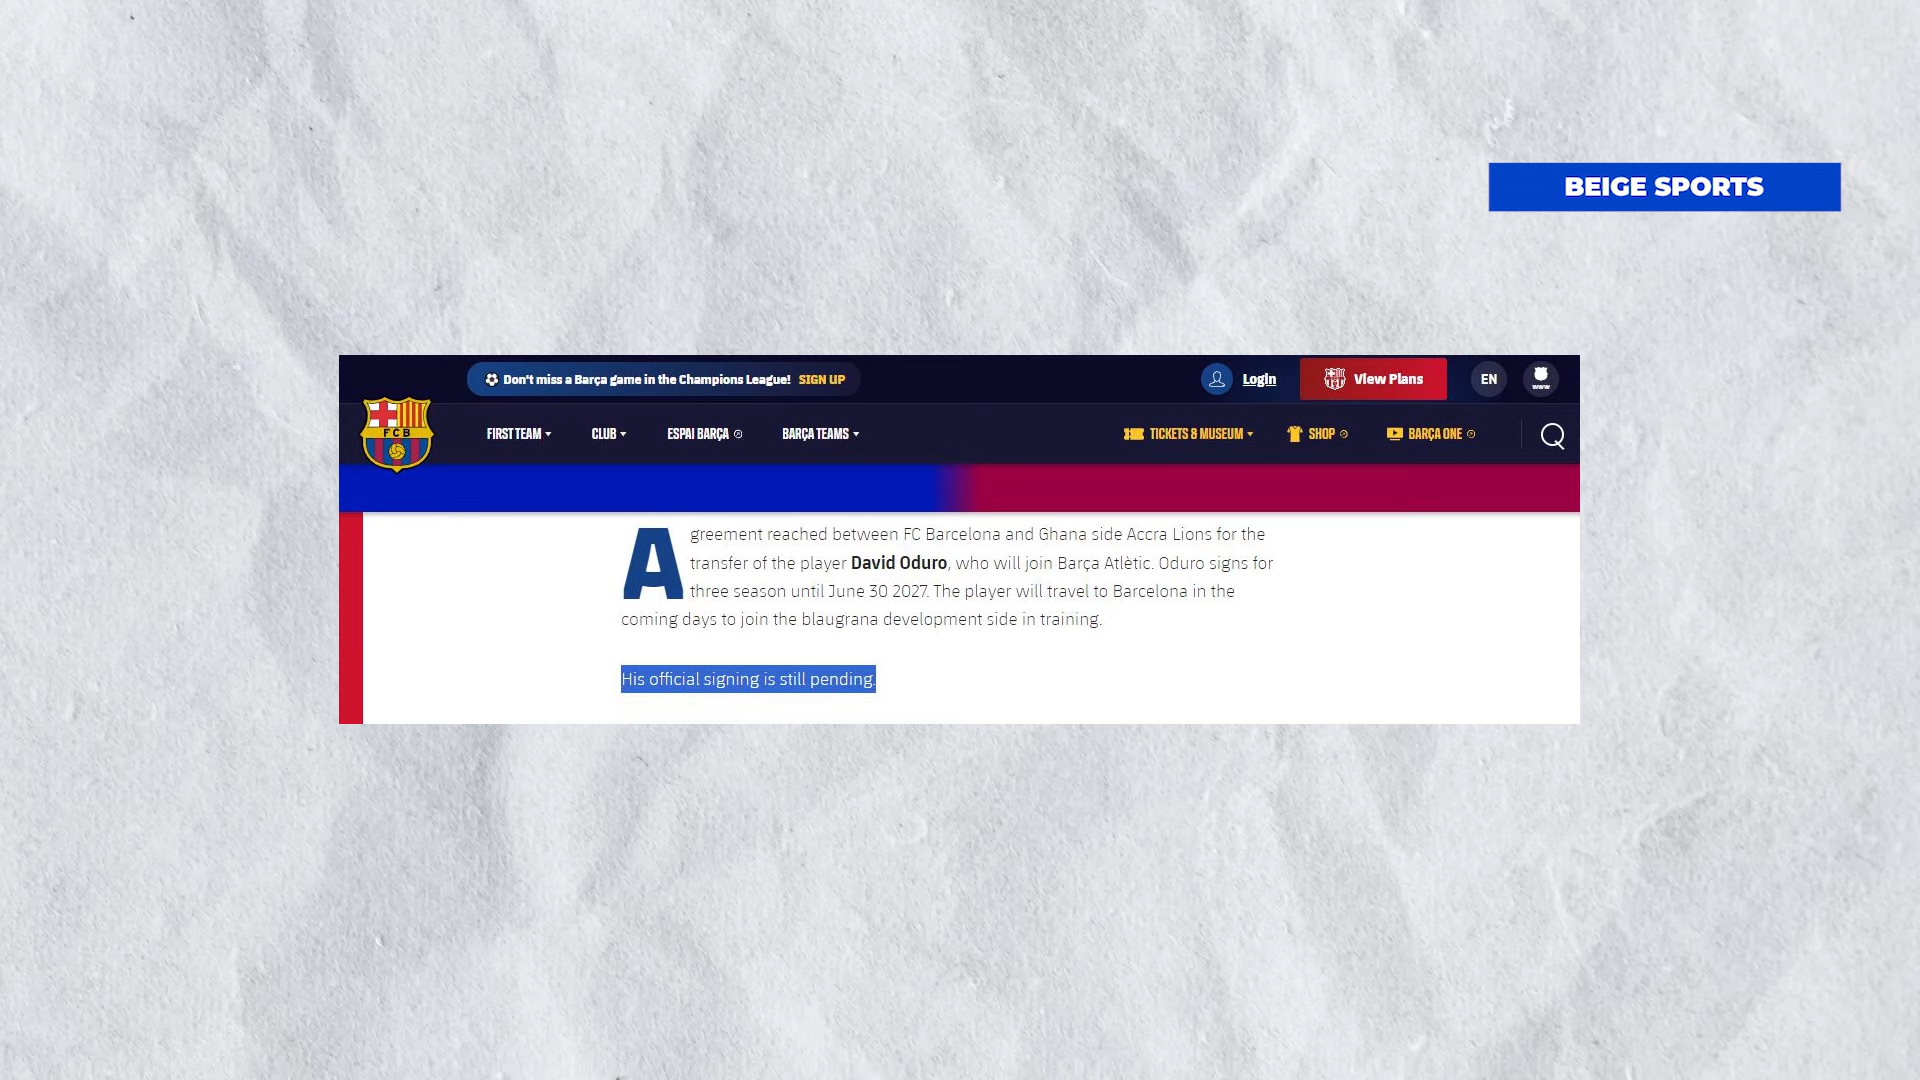 BEIGE SPORTS
Don't miss a Barça game in the Champions League! SIGN UP
Login
View Plans
EN
WWW
FCB
FIRST TEAM
CLUB
ESPAI BARÇA
BARÇA TEAMS
TICKETS & MUSEUM
SHOP
BARÇA ONE
Agreement reached between FC Barcelona and Ghana side Accra Lions for the
transfer of the player David Oduro, who will join Barça Atlètic. Oduro signs for
three season until June 30 2027. The player will travel to Barcelona in the
coming days to join the blaugrana development side in training.
His official signing is still pending.